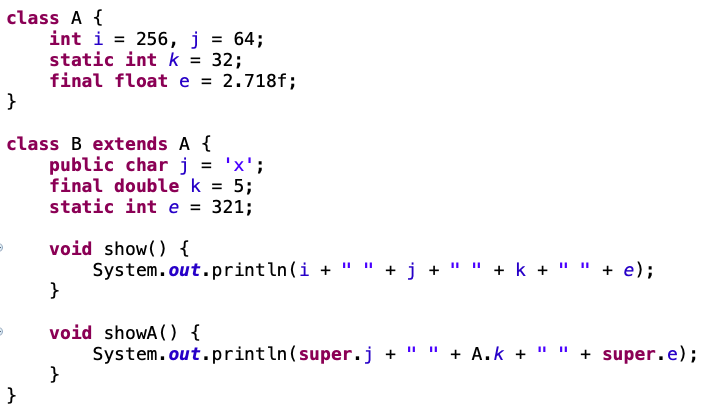 class A {
    int i = 256, j = 64;
    static int k = 32;
    final float e = 2.718f;
}

class B extends A {
    public char j = 'x';
    final double k = 5;
    static int e = 321;

    void show() {
        System.out.println(i + " " + j + " " + k + " " + e);
    }

    void showA() {
        System.out.println(super.j + " " + A.k + " " + super.e);
    }
}